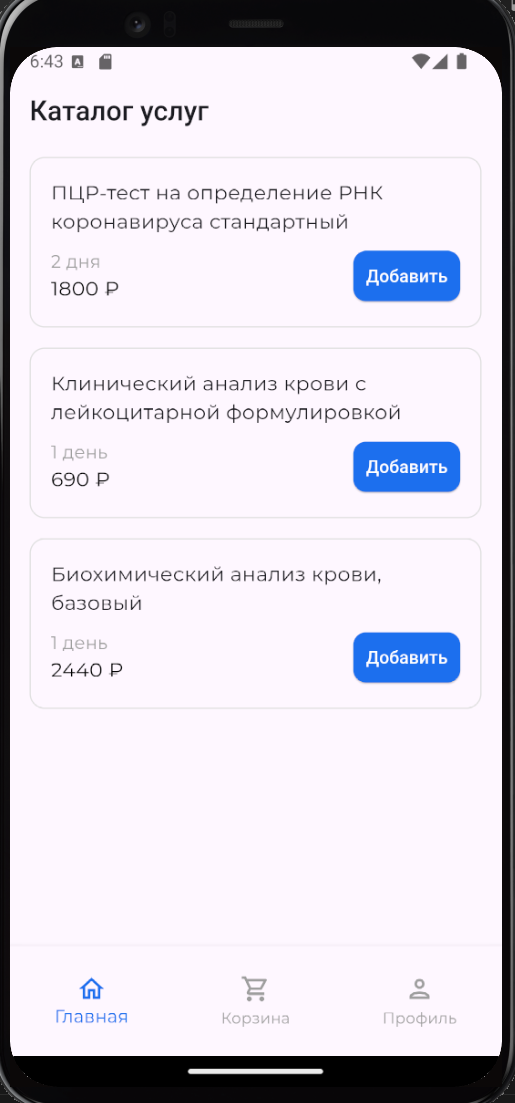 6:43
Каталог услуг
ПЦР-тест на определение РНК
коронавируса стандартный
2 дня
1800 ₽
Добавить
Клинический анализ крови с
лейкоцитарной формулировкой
1 день
690 ₽
Добавить
Биохимический анализ крови,
базовый
1 день
2440 ₽
Добавить
Главная
Корзина
Профиль